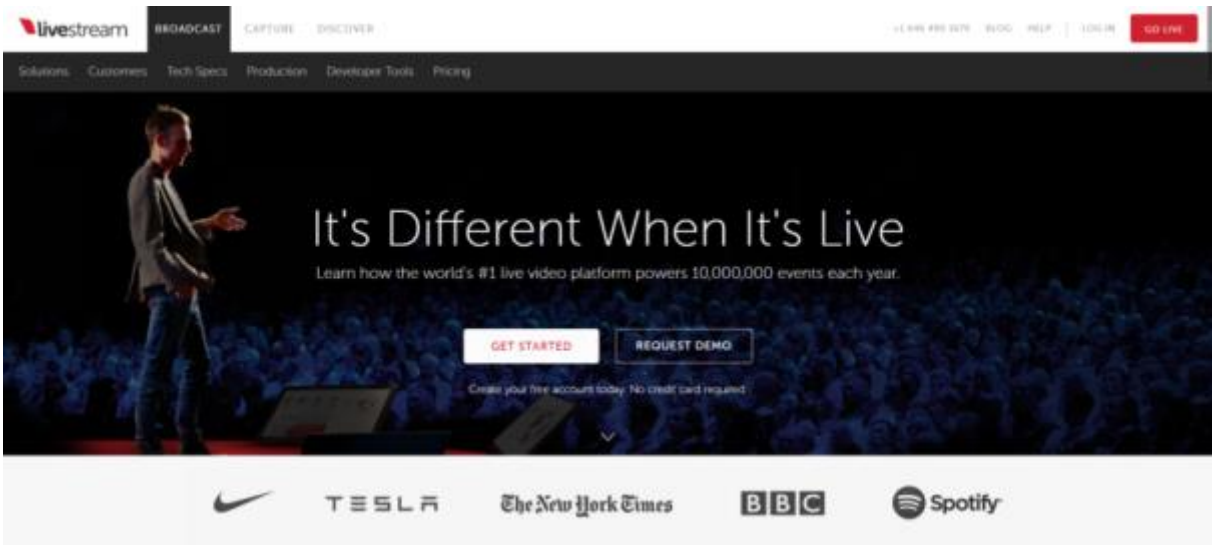 livestream
BROADCAST CAPTURE DISCOVER
BLOG HELP LOG IN GO LIVE
Solutions Customers Tech Specs Production Developer Tools Pricing
It's Different When It's Live
Learn how the world's #1 live video platform powers 10,000,000 events each year.
GET STARTED REQUEST DEMO
Create your free account today. No credit card required
TESLA The New York Times BBC Spotify